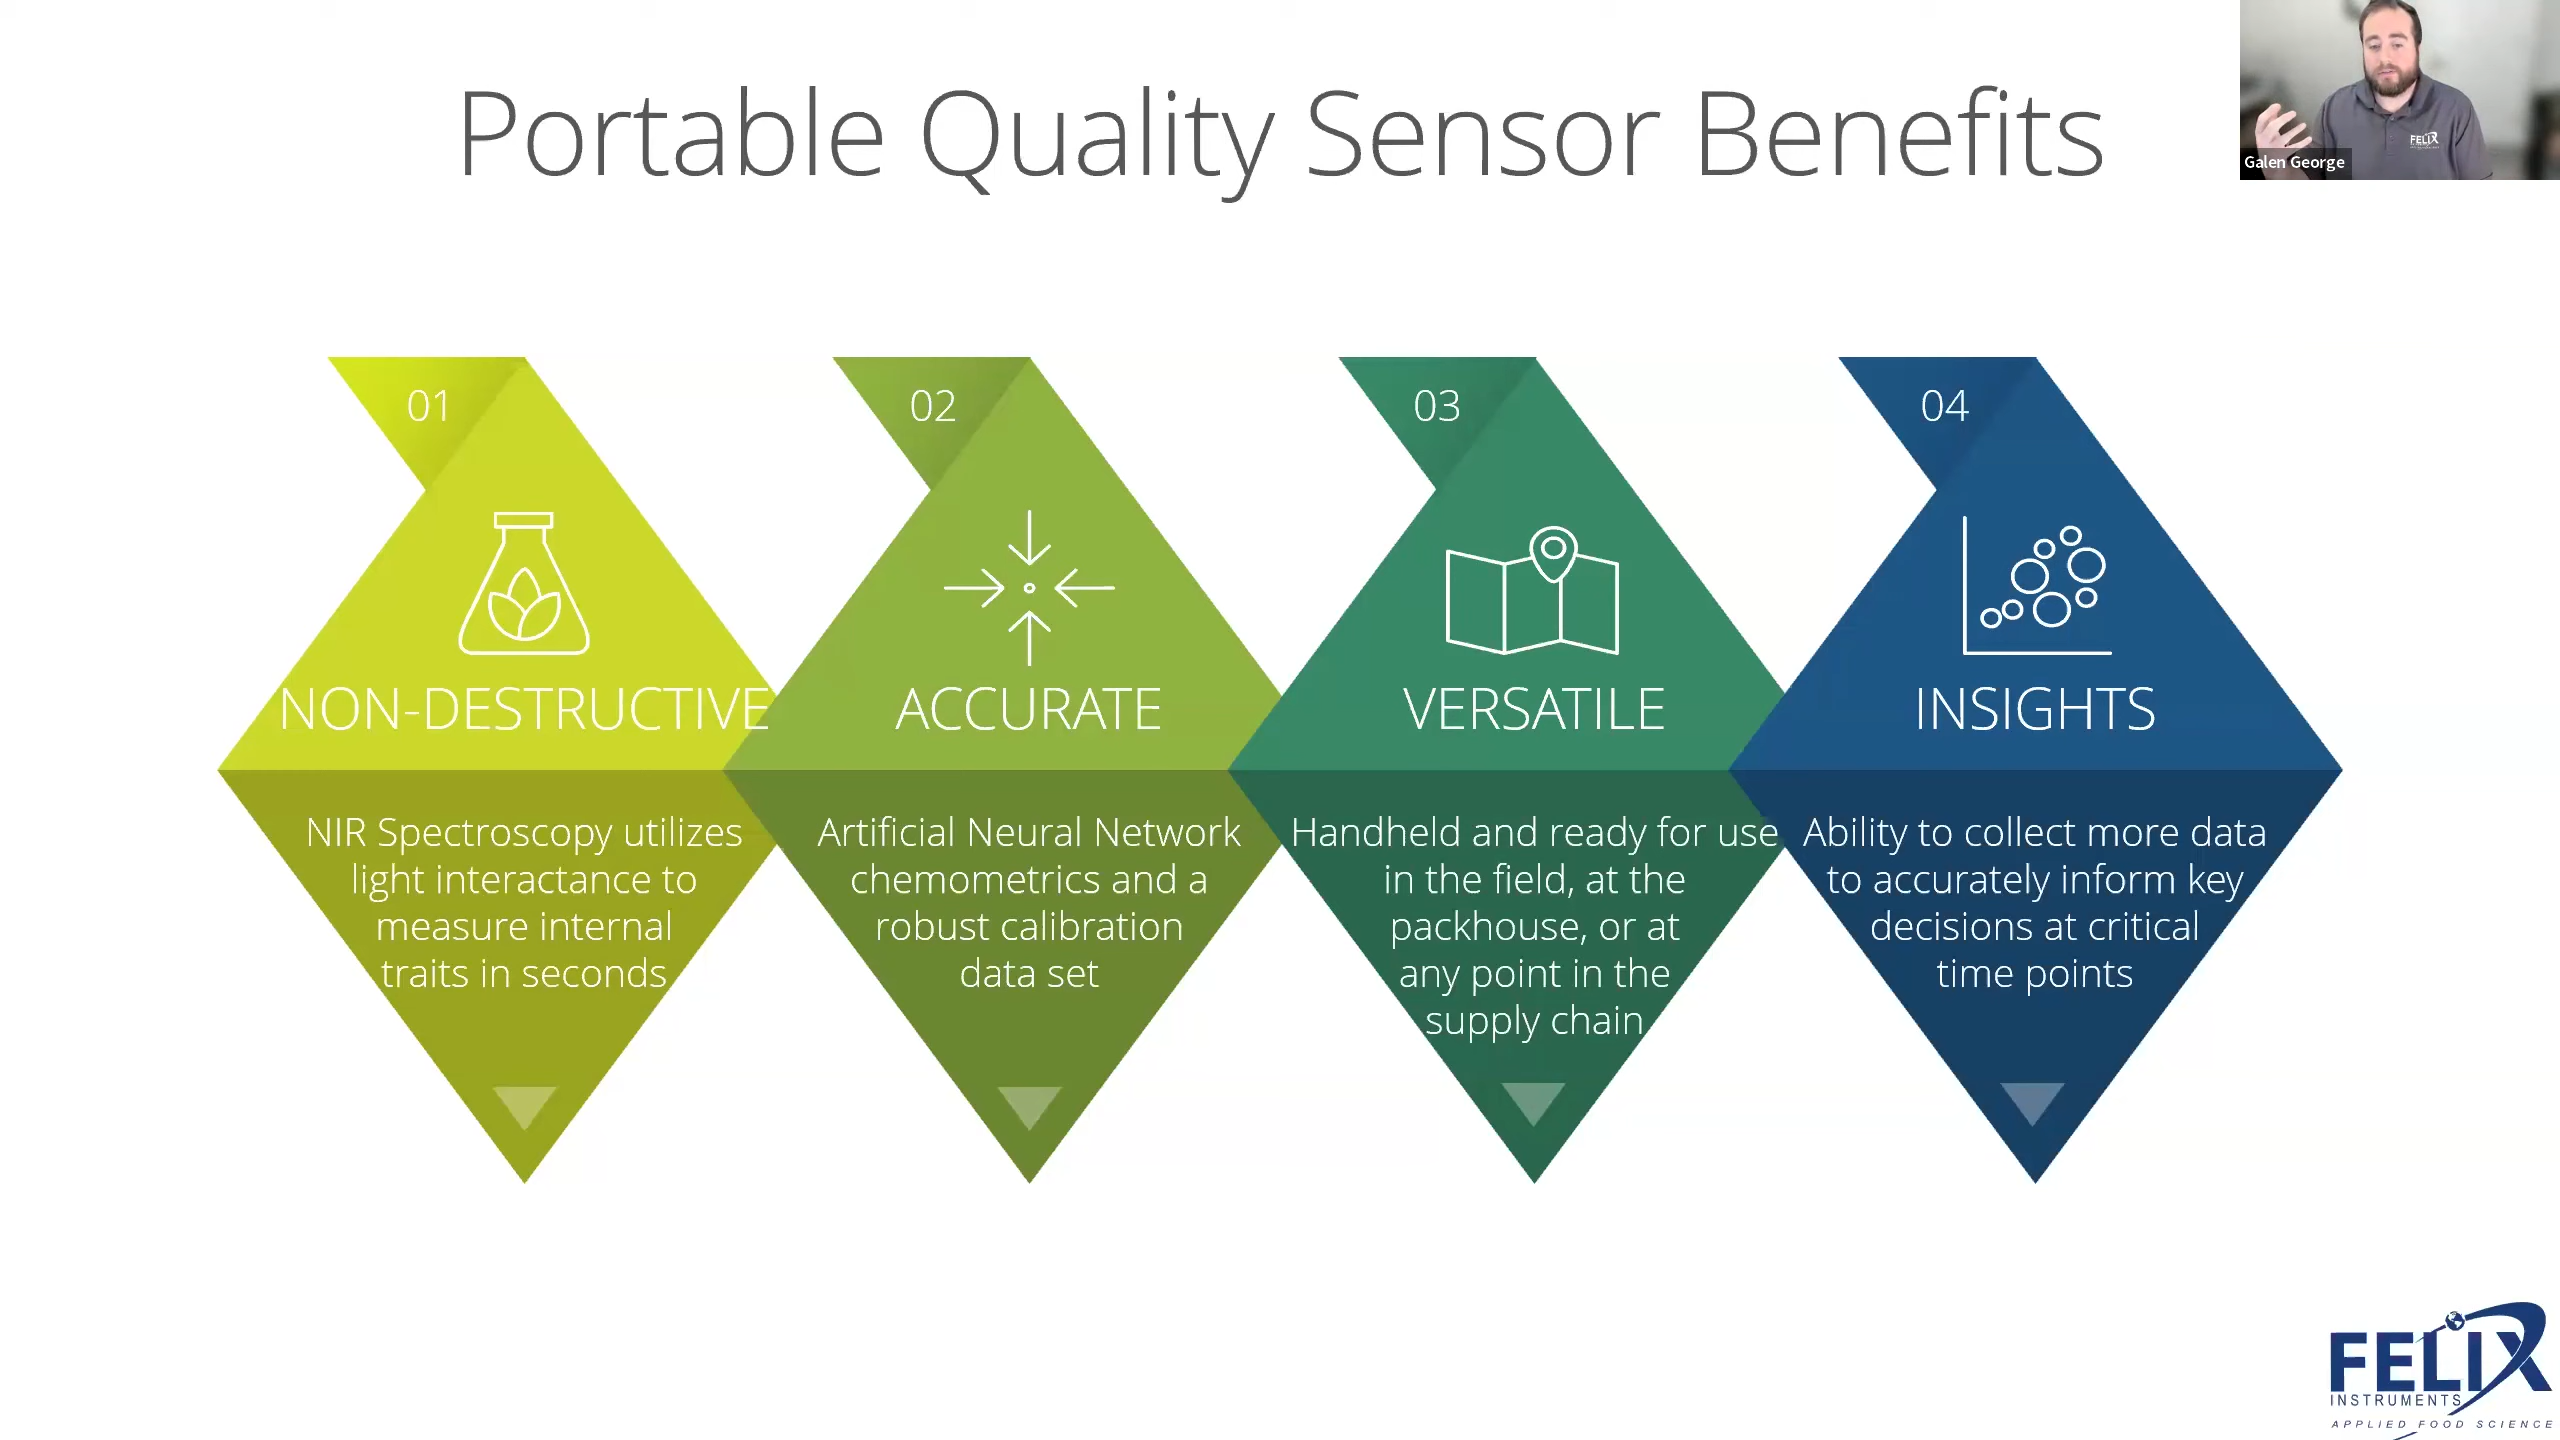 Portable Quality Sensor Benefits
FELIX
Galen George
01
NON-DESTRUCTIVE
NIR Spectroscopy utilizes
light interactance to
measure internal
traits in seconds
02
ACCURATE
Artificial Neural Network
chemometrics and a
robust calibration
data set
03
VERSATILE
Handheld and ready for use
in the field, at the
packhouse, or at
any point in the
supply chain
04
INSIGHTS
Ability to collect more data
to accurately inform key
decisions at critical
time points
FELIX
INSTRUMENTS
APPLIED FOOD SCIENCE